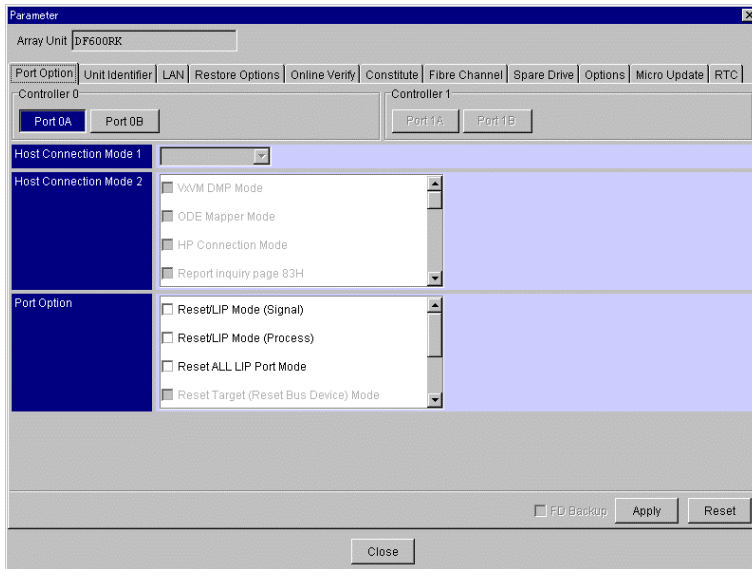 Parameter
Array Unit DF600RK
Port Option Unit Identifier LAN Restore Options Online Verify Constitute Fibre Channel Spare Drive Options Micro Update RTC
Controller 0 Controller 1
Port 0A Port 0B Port 1A Port 1B
Host Connection Mode 1
Host Connection Mode 2
VxVM DMP Mode
ODE Mapper Mode
HP Connection Mode
Report inquiry page 83H
Port Option
Reset/LIP Mode (Signal)
Reset/LIP Mode (Process)
Reset ALL LIP Port Mode
Reset Target (Reset Bus Device) Mode
FD Backup Apply Reset
Close